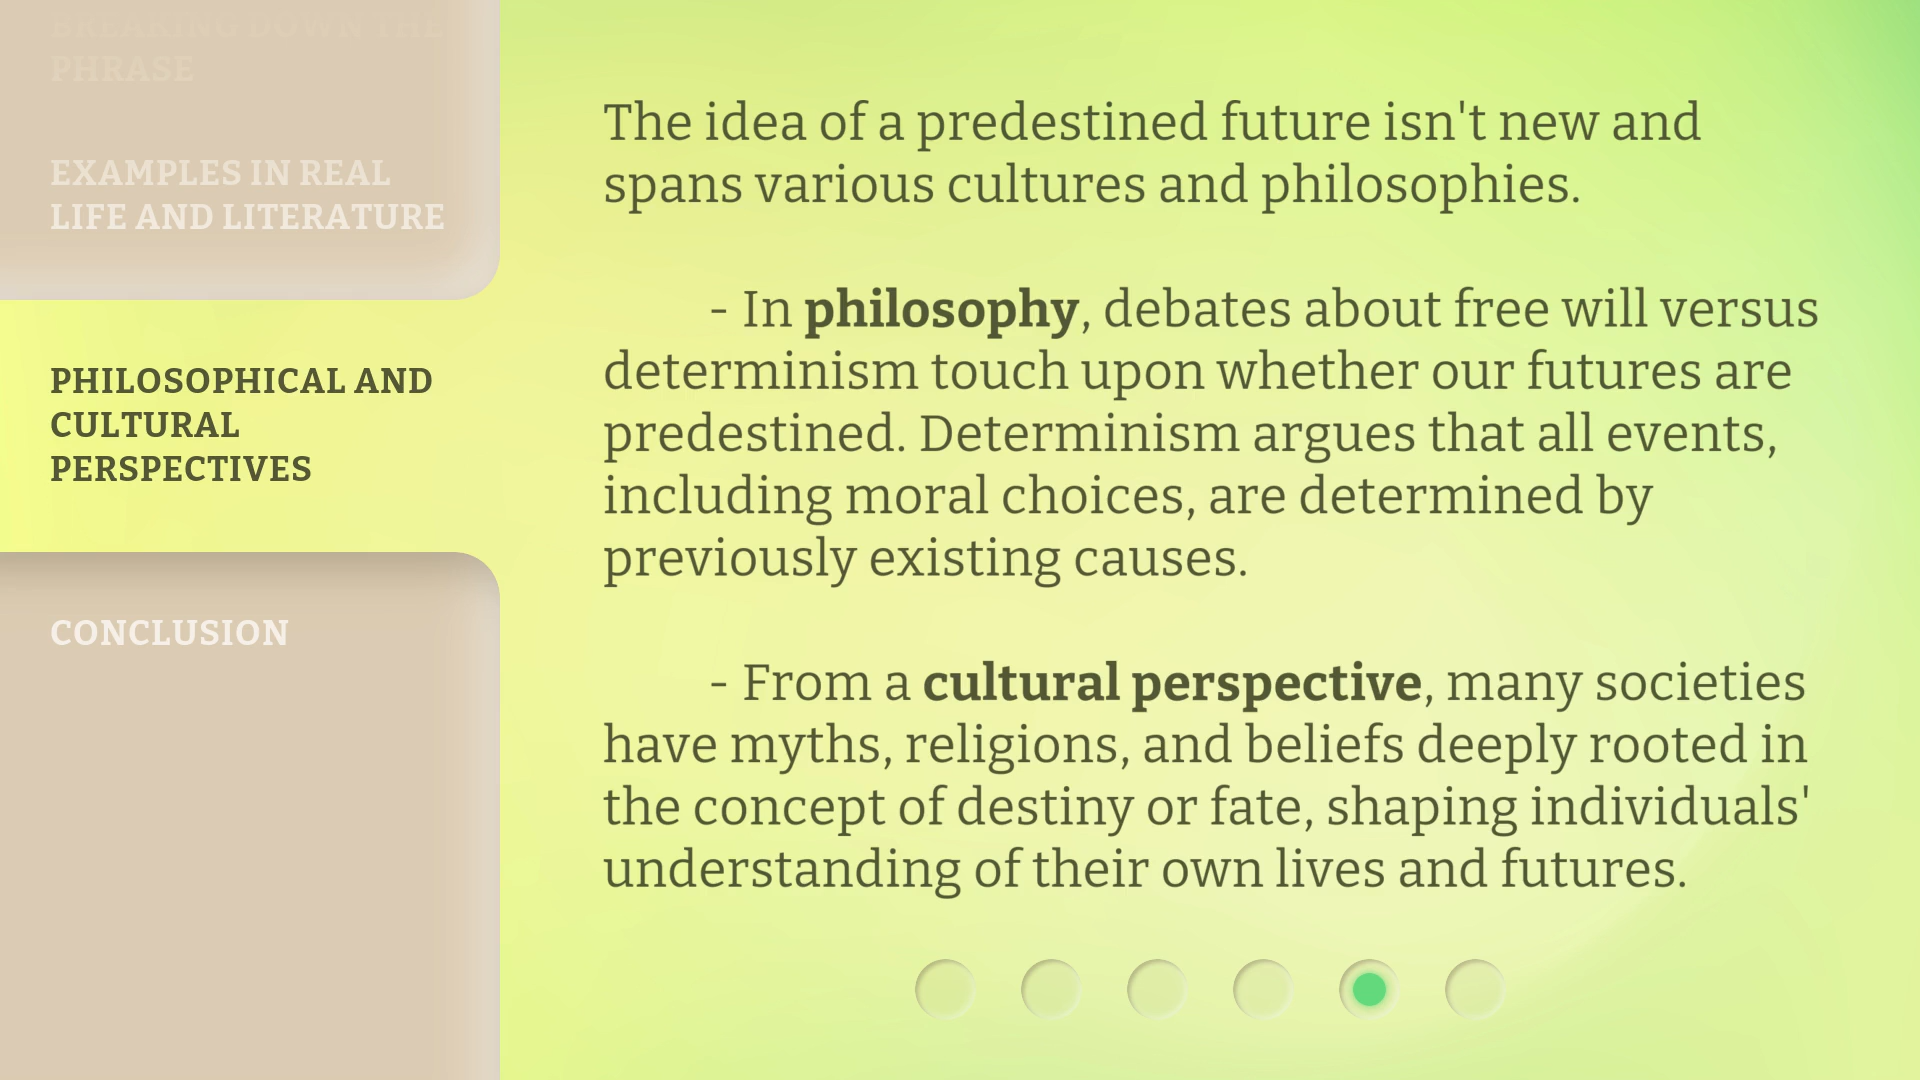 BREAKING DOWN THE
PHRASE
EXAMPLES IN REAL
LIFE AND LITERATURE
PHILOSOPHICAL AND
CULTURAL
PERSPECTIVES
CONCLUSION
The idea of a predestined future isn't new and
spans various cultures and philosophies.
- In philosophy, debates about free will versus
determinism touch upon whether our futures are
predestined. Determinism argues that all events,
including moral choices, are determined by
previously existing causes.
- From a cultural perspective, many societies
have myths, religions, and beliefs deeply rooted in
the concept of destiny or fate, shaping individuals'
understanding of their own lives and futures.